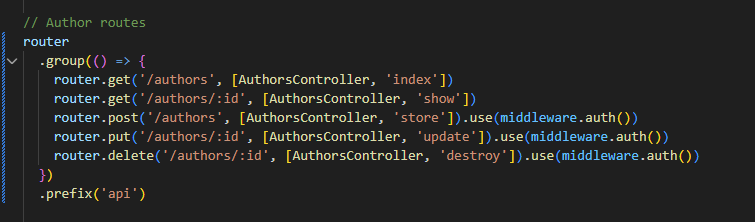 // Author routes
router
.group(() => {
router.get('/authors', [AuthorsController, 'index'])
router.get('/authors/:id', [AuthorsController, 'show'])
router.post('/authors', [AuthorsController, 'store']).use(middleware.auth())
router.put('/authors/:id', [AuthorsController, 'update']).use(middleware.auth())
router.delete('/authors/:id', [AuthorsController, 'destroy']).use(middleware.auth())
})
.prefix('api')